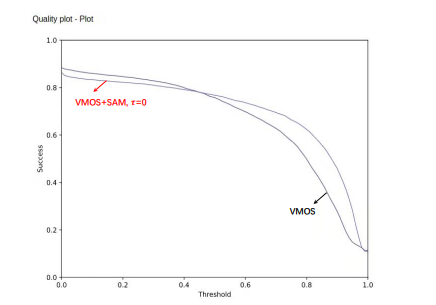 Quality plot - Plot
1.0
0.8
VMOS+SAM, τ=0
0.6
Success
0.4
VMOS
0.2
0.0
0.0 0.2 0.4 0.6 0.8 1.0
Threshold